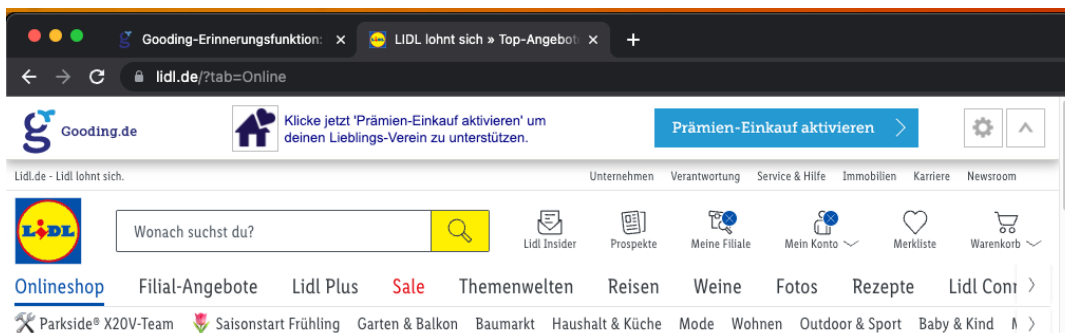 Gooding-Erinnerungsfunktion:
LIDL lohnt sich » Top-Angebot
lidl.de/?tab=Online
Gooding.de
Klicke jetzt 'Prämien-Einkauf aktivieren' um
deinen Lieblings-Verein zu unterstützen.
Prämien-Einkauf aktivieren
Lidl.de - Lidl lohnt sich.
Unternehmen Verantwortung Service & Hilfe Immobilien Karriere Newsroom
LIDL
Wonach suchst du?
Lidl Insider Prospekte Meine Filiale Mein Konto Merkliste Warenkorb
Onlineshop Filial-Angebote Lidl Plus Sale Themenwelten Reisen Weine Fotos Rezepte Lidl Conn
Parkside® X20V-Team Saisonstart Frühling Garten & Balkon Baumarkt Haushalt & Küche Mode Wohnen Outdoor & Sport Baby & Kind